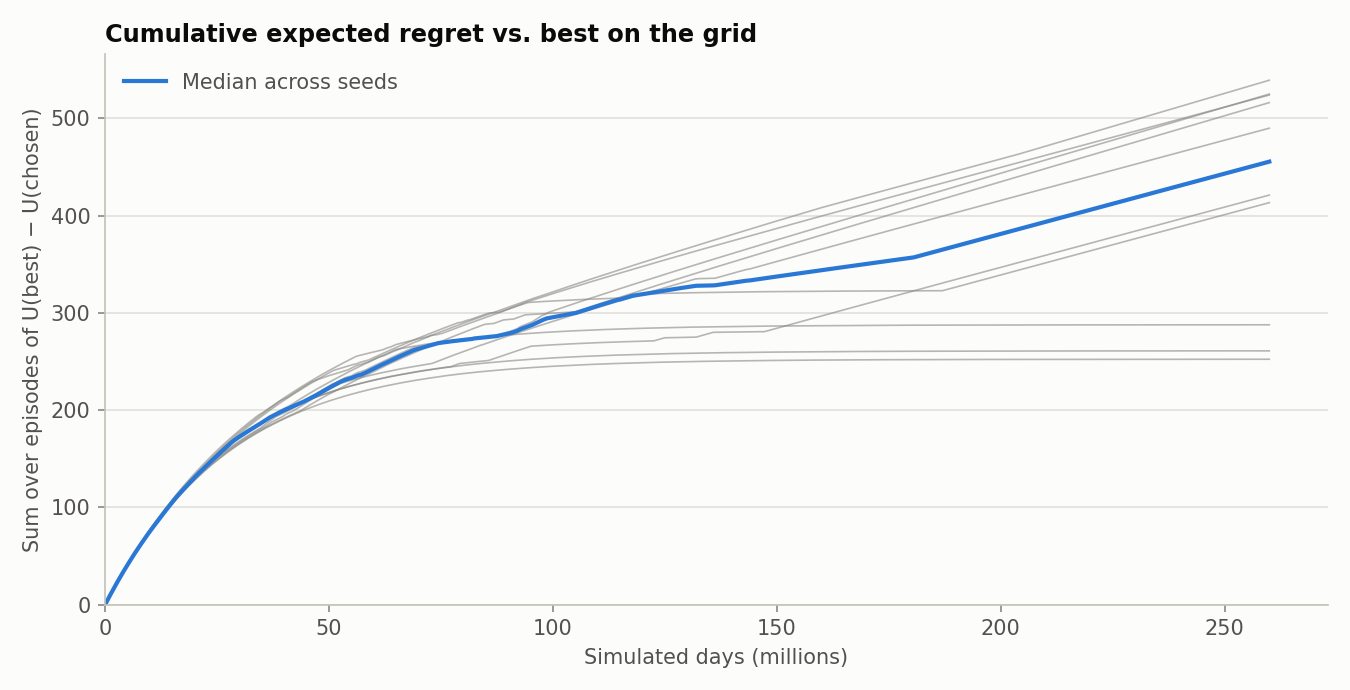 Cumulative expected regret vs. best on the grid
Median across seeds
Sum over episodes of U(best) − U(chosen)
500
400
300
200
100
0
0 50 100 150 200 250
Simulated days (millions)